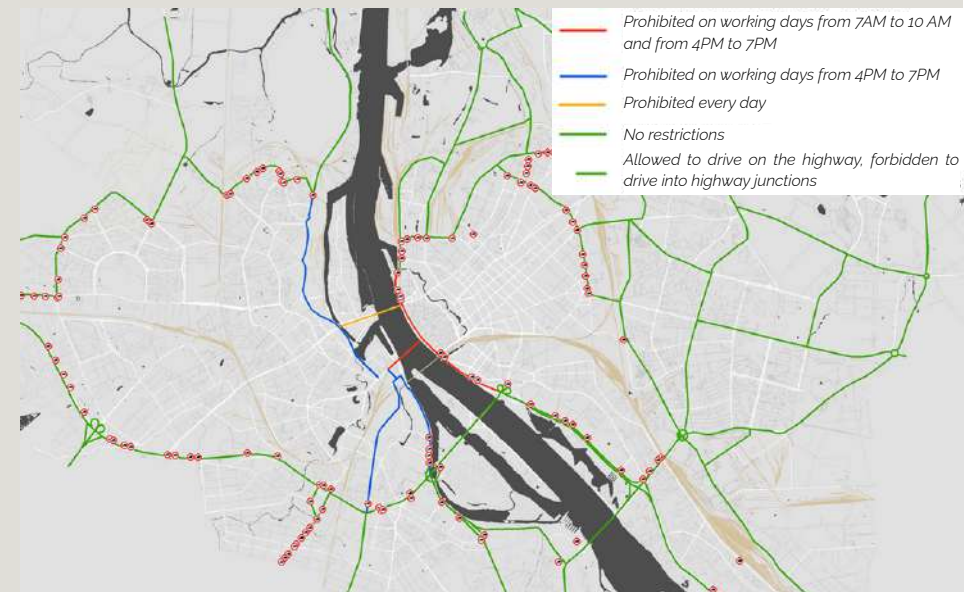 Prohibited on working days from 7AM to 10 AM
and from 4PM to 7PM
Prohibited on working days from 4PM to 7PM
Prohibited every day
No restrictions
Allowed to drive on the highway, forbidden to
drive into highway junctions